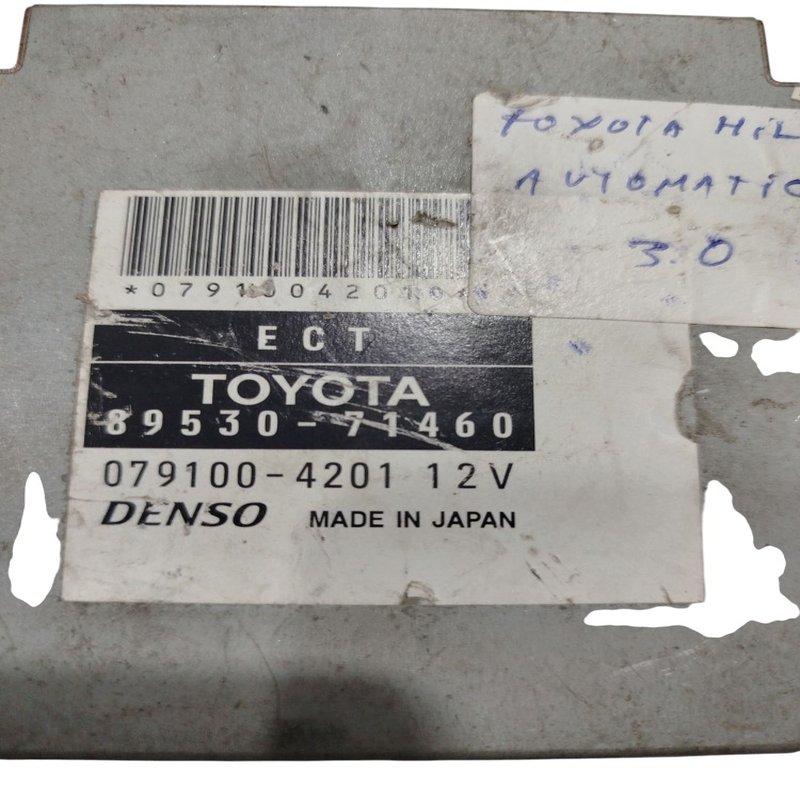 TOYOTA HiL
AUTOMATIC
3.0
ECT
TOYOTA
89530-71460
079100-4201 12V
DENSO MADE IN JAPAN